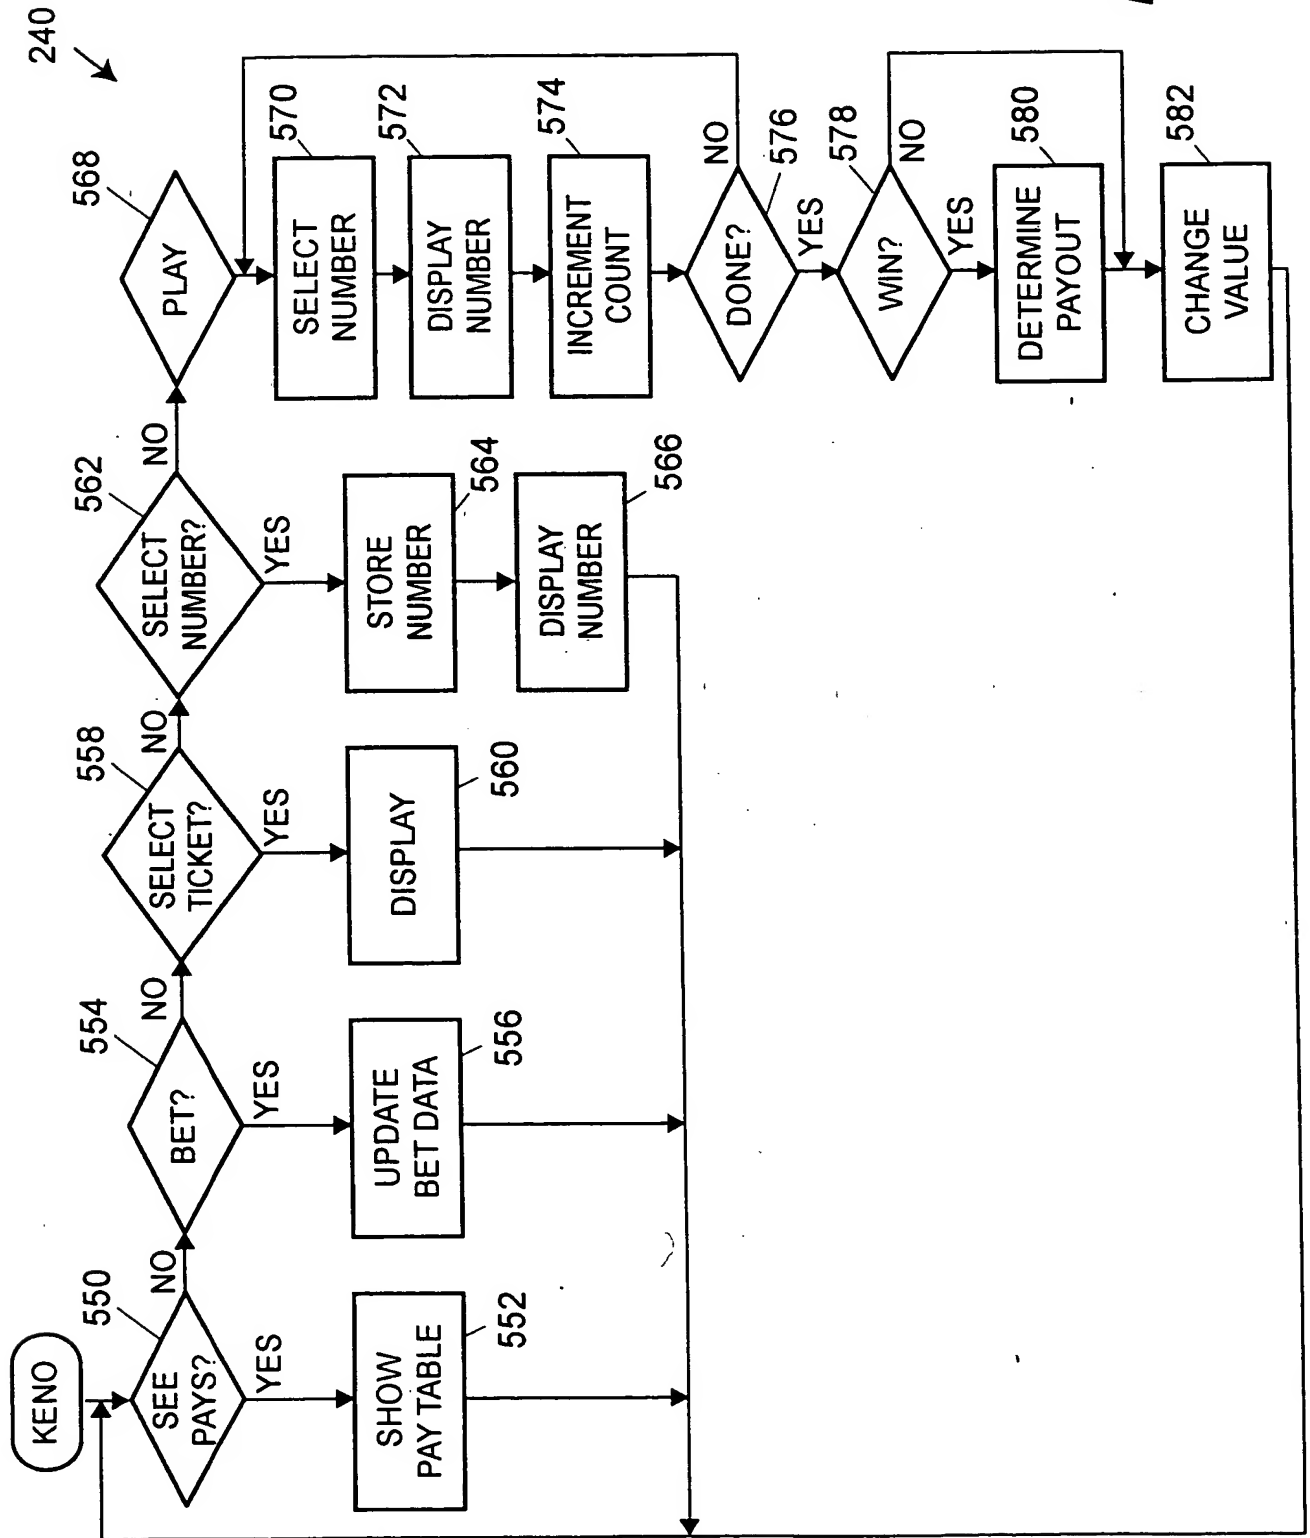 240
KENO
550
SEE
PAYS?
NO
YES
SHOW
PAY TABLE
552
554
BET?
NO
YES
UPDATE
BET DATA
556
558
SELECT
TICKET?
NO
YES
DISPLAY
560
562
SELECT
NUMBER?
NO
YES
STORE
NUMBER
564
DISPLAY
NUMBER
566
568
PLAY
570
SELECT
NUMBER
572
DISPLAY
NUMBER
574
INCREMENT
COUNT
DONE?
NO
576
YES
WIN?
578
NO
YES
DETERMINE
PAYOUT
580
CHANGE
VALUE
582